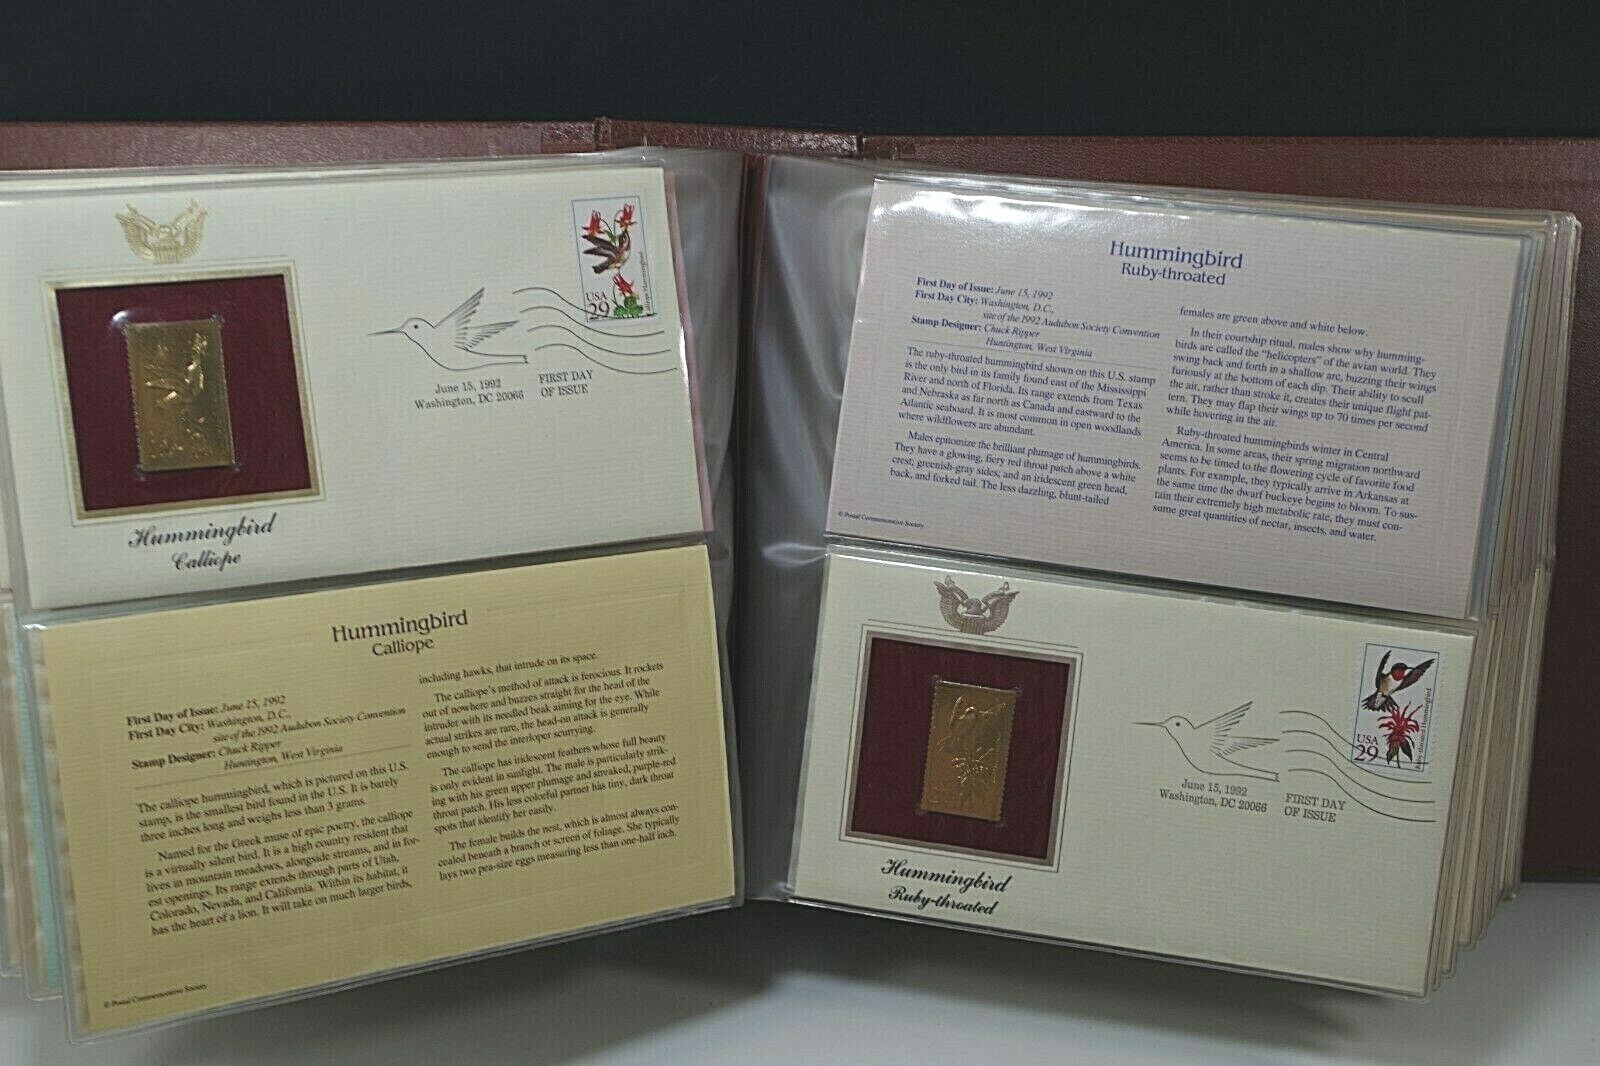 USA
29
Calliope Hummingbird
June 15, 1992
Washington, DC 20066
FIRST DAY
OF ISSUE
Hummingbird
Calliope
Hummingbird
Calliope
First Day of Issue: June 15, 1992
First Day City: Washington, D.C.,
site of the 1992 Audubon Society Convention
Stamp Designer: Chuck Ripper
Huntington, West Virginia
The calliope hummingbird, which is pictured on this U.S.
stamp, is the smallest bird found in the U.S. It is barely
three inches long and weighs less than 3 grams.
Named for the Greek muse of epic poetry, the calliope
is a virtually silent bird. It is a high country resident that
lives in mountain meadows, alongside streams, and in for-
est openings. Its range extends through parts of Utah,
Colorado, Nevada, and California. Within its habitat, it
has the heart of a lion. It will take on much larger birds,
including hawks, that intrude on its space.
The calliope's method of attack is ferocious. It rockets
out of nowhere and buzzes straight for the head of the
intruder with its needled beak aiming for the eye. While
actual strikes are rare, the head-on attack is generally
enough to send the interloper scurrying.
The calliope has iridescent feathers whose full beauty
is only evident in sunlight. The male is particularly strik-
ing with his green upper plumage and streaked, purple-red
throat patch. His less colorful partner has tiny, dark throat
spots that identify her easily.
The female builds the nest, which is almost always con-
cealed beneath a branch or screen of foliage. She typically
lays two pea-size eggs measuring less than one-half inch.
© Postal Commemorative Society
Hummingbird
Ruby-throated
First Day of Issue: June 15, 1992
First Day City: Washington, D.C.,
site of the 1992 Audubon Society Convention
Stamp Designer: Chuck Ripper
Huntington, West Virginia
The ruby-throated hummingbird shown on this U.S. stamp
is the only bird in its family found east of the Mississippi
River and north of Florida. Its range extends from Texas
and Nebraska as far north as Canada and eastward to the
Atlantic seaboard. It is most common in open woodlands
where wildflowers are abundant.
Males epitomize the brilliant plumage of hummingbirds.
They have a glowing, fiery red throat patch above a white
crest; greenish-gray sides; and an iridescent green head,
back, and forked tail. The less dazzling, blunt-tailed
females are green above and white below.
In their courtship ritual, males show why humming-
birds are called the "helicopters" of the avian world. They
swing back and forth in a shallow arc, buzzing their wings
furiously at the bottom of each dip. Their ability to scull
the air, rather than stroke it, creates their unique flight pat-
tern. They may flap their wings up to 70 times per second
while hovering in the air.
Ruby-throated hummingbirds winter in Central
America. In some areas, their spring migration northward
seems to be timed to the flowering cycle of favorite food
plants. For example, they typically arrive in Arkansas at
the same time the dwarf buckeye begins to bloom. To sus-
tain their extremely high metabolic rate, they must con-
sume great quantities of nectar, insects, and water.
© Postal Commemorative Society
USA
29
Ruby-throated Hummingbird
June 15, 1992
Washington, DC 20066
FIRST DAY
OF ISSUE
Hummingbird
Ruby-throated